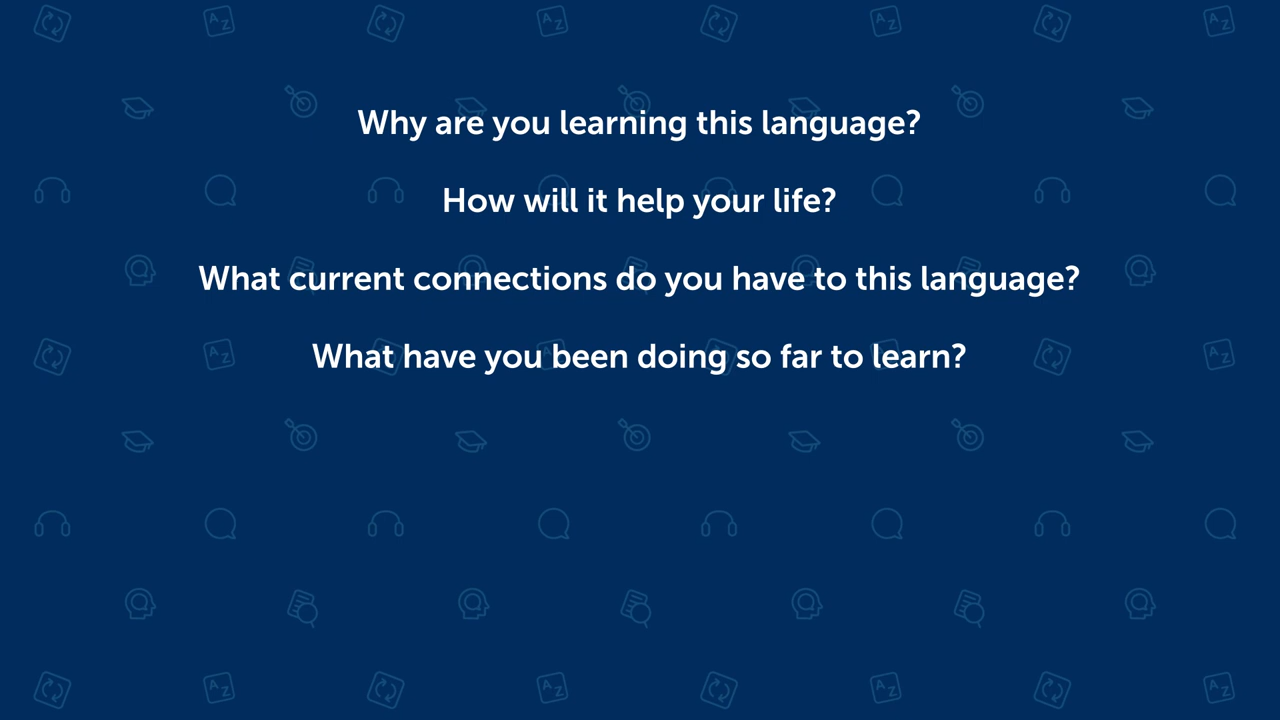 Why are you learning this language?
How will it help your life?
What current connections do you have to this language?
What have you been doing so far to learn?